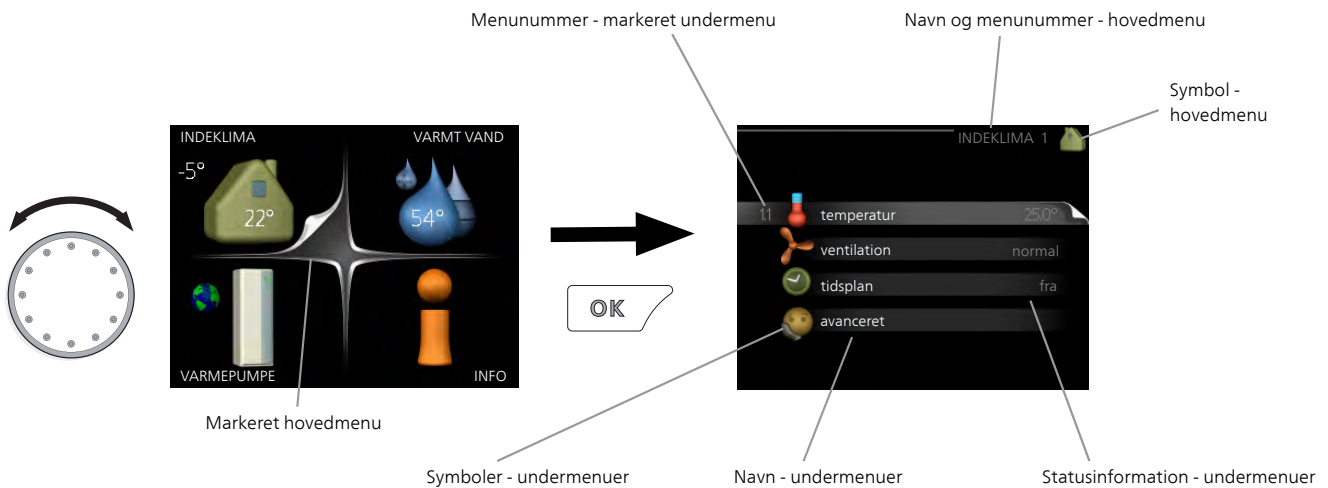 Menunummer - markeret undermenu
Navn og menunummer - hovedmenu
Symbol -
hovedmenu
INDEKLIMA
VARMT VAND
-5°
22°
54°
VARMEPUMPE
INFO
Markeret hovedmenu
OK
INDEKLIMA 1
1.1 temperatur 25.0°
ventilation normal
tidsplan fra
avanceret
Symboler - undermenuer
Navn - undermenuer
Statusinformation - undermenuer